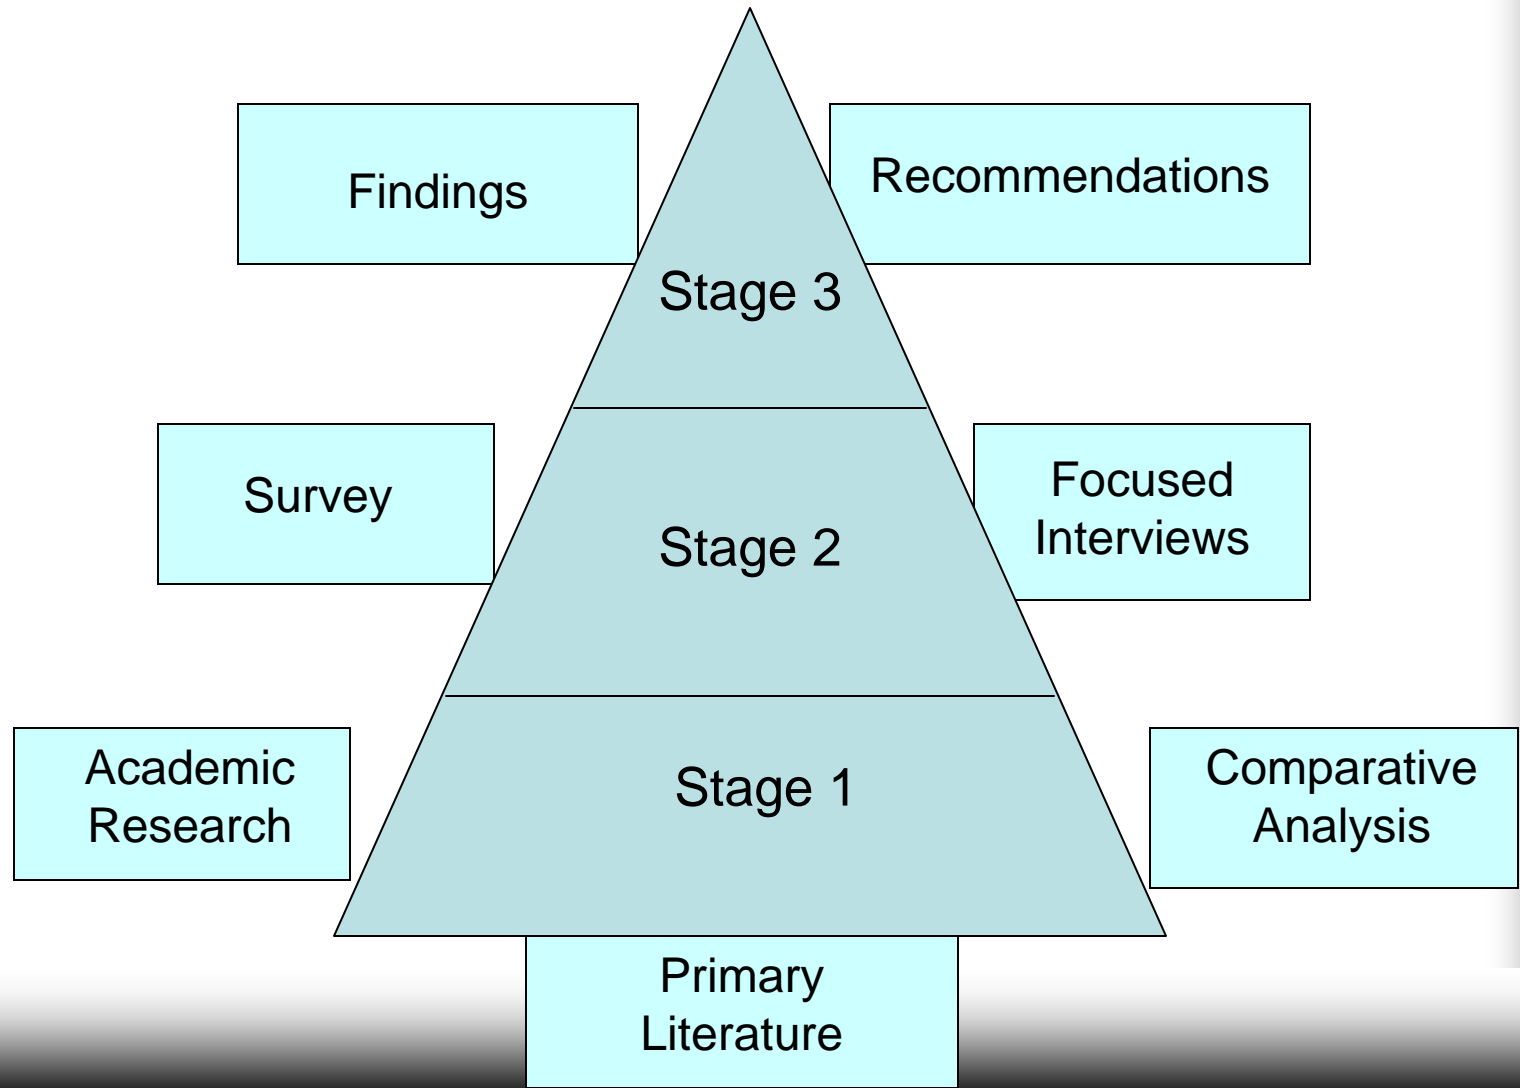 Findings
Recommendations
Stage 3
Survey
Focused
Interviews
Stage 2
Academic
Research
Stage 1
Comparative
Analysis
Primary
Literature